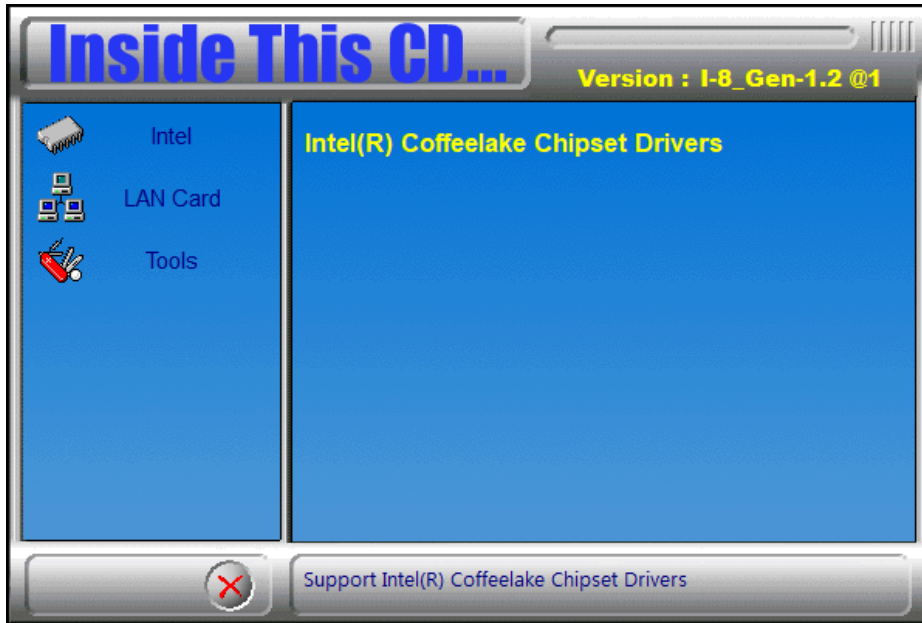 Inside This CD...
Version : I-8_Gen-1.2 @1
Intel
LAN Card
Tools
Intel(R) Coffeelake Chipset Drivers
Support Intel(R) Coffeelake Chipset Drivers